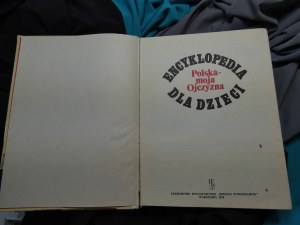 ENCYKLOPEDIA
Polska-
moja
Ojczyzna
DLA DZIECI